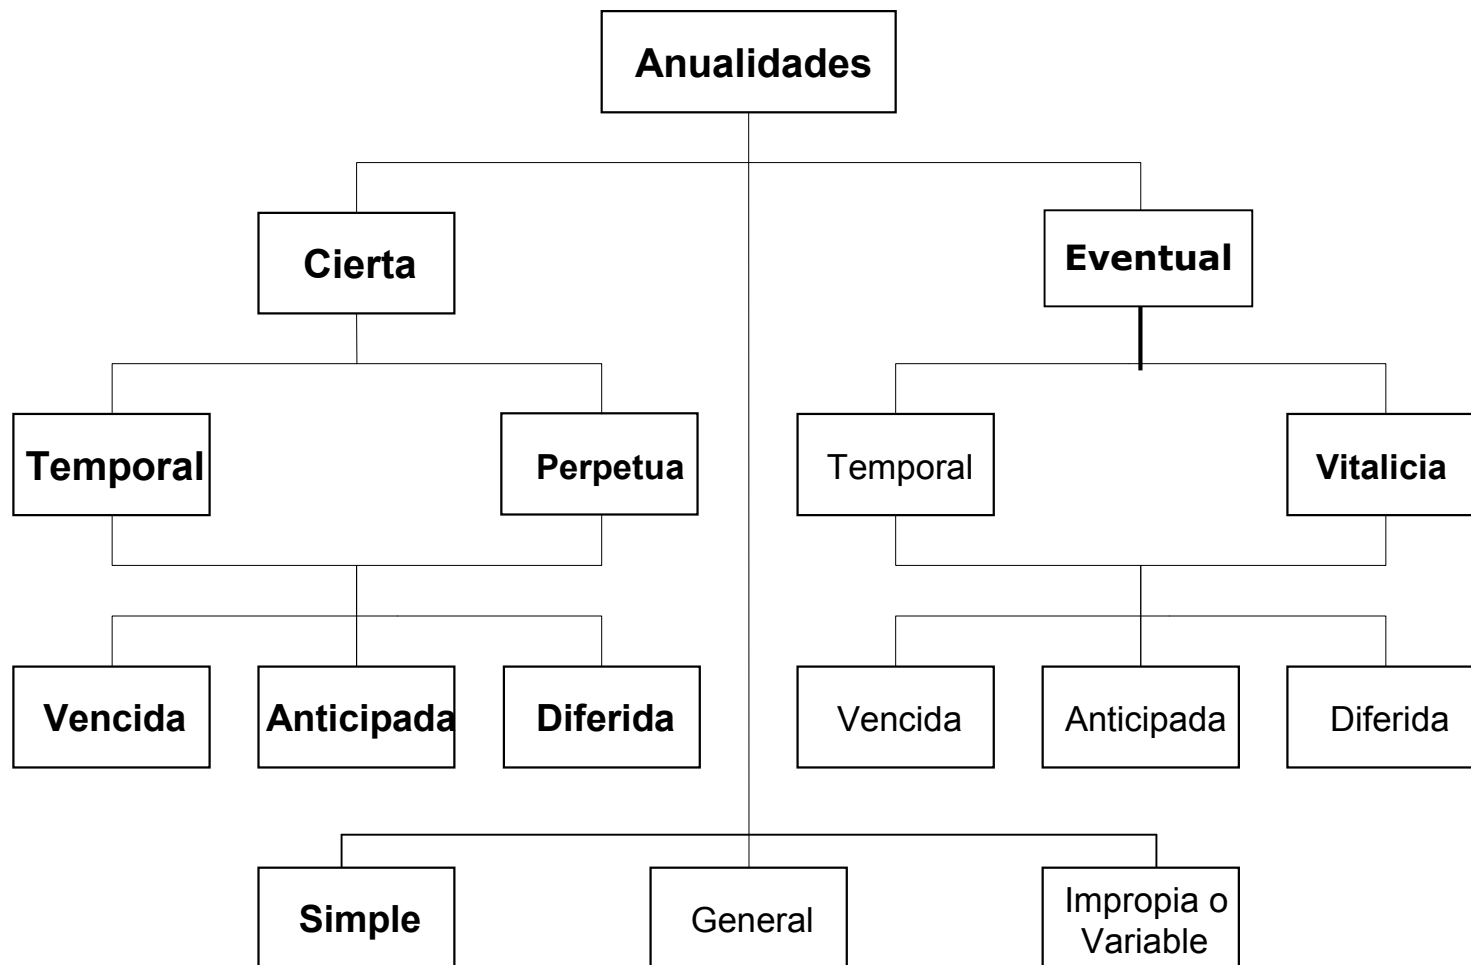 Anualidades
Cierta
Eventual
Temporal
Perpetua
Temporal
Vitalicia
Vencida
Anticipada
Diferida
Vencida
Anticipada
Diferida
Simple
General
Impropia o
Variable